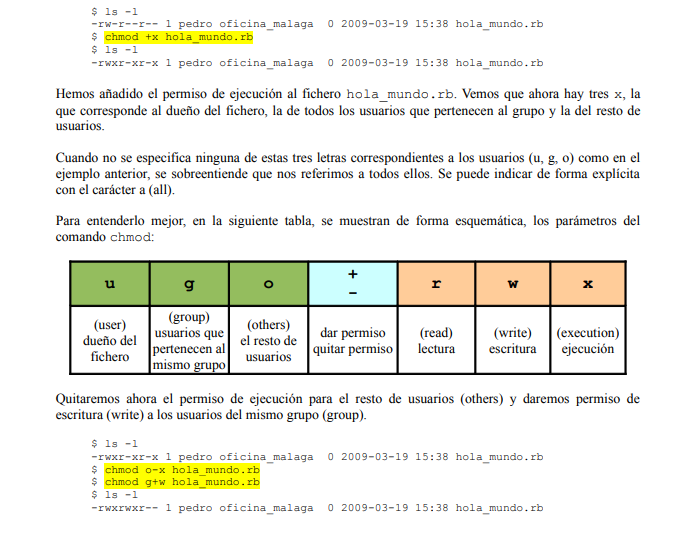 $ ls -l
-rw-r--r-- 1 pedro oficina_malaga  0 2009-03-19 15:38 hola_mundo.rb
$ chmod +x hola_mundo.rb
$ ls -l
-rwxr-xr-x 1 pedro oficina_malaga  0 2009-03-19 15:38 hola_mundo.rb
Hemos añadido el permiso de ejecución al fichero hola_mundo.rb. Vemos que ahora hay tres x, la
que corresponde al dueño del fichero, la de todos los usuarios que pertenecen al grupo y la del resto de
usuarios.
Cuando no se especifica ninguna de estas tres letras correspondientes a los usuarios (u, g, o) como en el
ejemplo anterior, se sobreentiende que nos referimos a todos ellos. Se puede indicar de forma explícita
con el carácter a (all).
Para entenderlo mejor, en la siguiente tabla, se muestran de forma esquemática, los parámetros del
comando chmod:
u
g
o
+
-
r
w
x
(user)
dueño del
fichero
(group)
usuarios que
pertenecen al
mismo grupo
(others)
el resto de
usuarios
dar permiso
quitar permiso
(read)
lectura
(write)
escritura
(execution)
ejecución
Quitaremos ahora el permiso de ejecución para el resto de usuarios (others) y daremos permiso de
escritura (write) a los usuarios del mismo grupo (group).
$ ls -l
-rwxr-xr-x 1 pedro oficina_malaga  0 2009-03-19 15:38 hola_mundo.rb
$ chmod o-x hola_mundo.rb
$ chmod g+w hola_mundo.rb
$ ls -l
-rwxrwxr-- 1 pedro oficina_malaga  0 2009-03-19 15:38 hola_mundo.rb